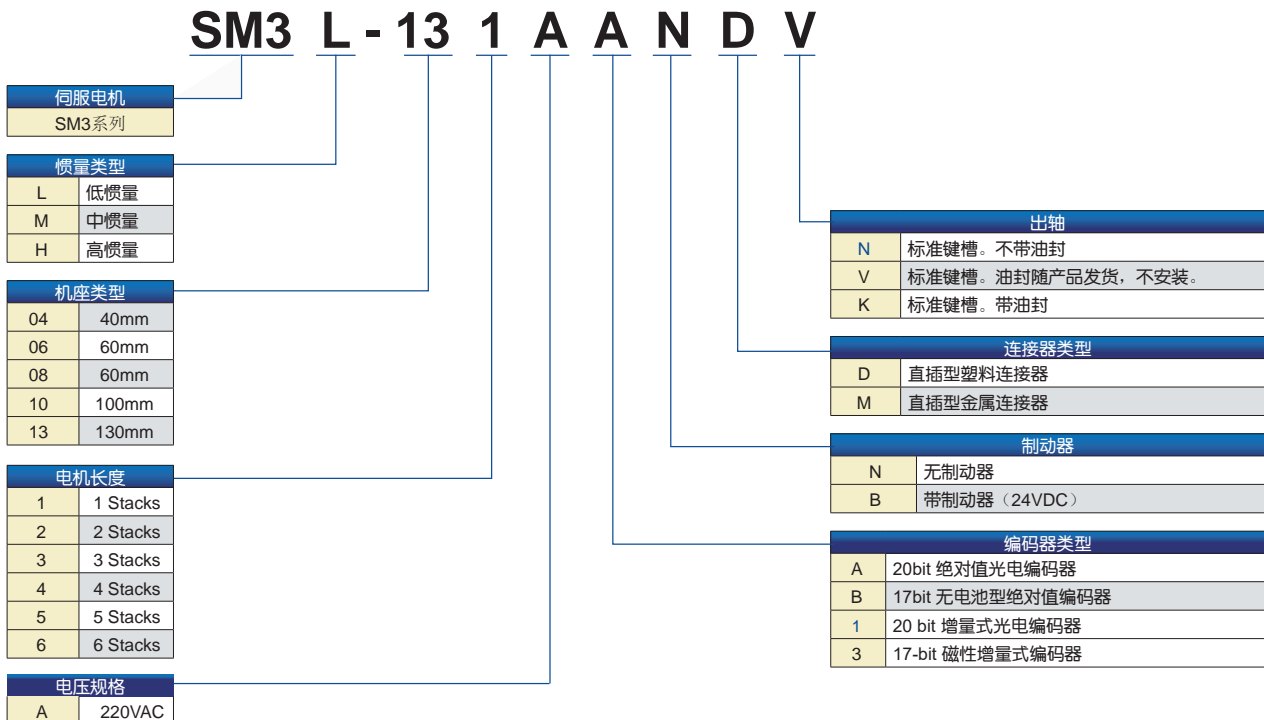 SM3 L - 13 1 A A N D V
伺服电机
SM3系列
惯量类型
L 低惯量
M 中惯量
H 高惯量
机座类型
04 40mm
06 60mm
08 60mm
10 100mm
13 130mm
电机长度
1 1 Stacks
2 2 Stacks
3 3 Stacks
4 4 Stacks
5 5 Stacks
6 6 Stacks
电压规格
A 220VAC
出轴
N 标准键槽。不带油封
V 标准键槽。油封随产品发货，不安装。
K 标准键槽。带油封
连接器类型
D 直插型塑料连接器
M 直插型金属连接器
制动器
N 无制动器
B 带制动器（24VDC）
编码器类型
A 20bit 绝对值光电编码器
B 17bit 无电池型绝对值编码器
1 20 bit 增量式光电编码器
3 17-bit 磁性增量式编码器